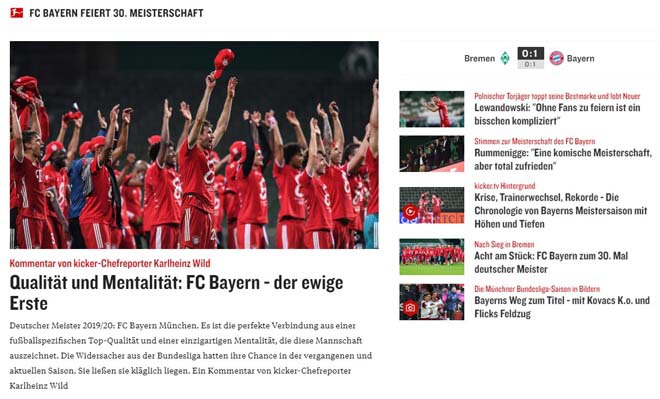 FC BAYERN FEIERT 30. MEISTERSCHAFT
Kommentar von kicker-Chefreporter Karlheinz Wild
Qualität und Mentalität: FC Bayern - der ewige
Erste
Deutscher Meister 2019/20: FC Bayern München. Es ist die perfekte Verbindung aus einer
fußballspezifischen Top-Qualität und einer einzigartigen Mentalität, die diese Mannschaft
auszeichnet. Die Widersacher aus der Bundesliga hatten ihre Chance in der vergangenen und
aktuellen Saison. Sie ließen sie kläglich liegen. Ein Kommentar von kicker-Chefreporter
Karlheinz Wild
Bremen 0:1 Bayern
0:1
Polnischer Torjäger toppt seine Bestmarke und lobt Neuer
Lewandowski: "Ohne Fans zu feiern ist ein
bisschen kompliziert"
Stimmen zur Meisterschaft des FC Bayern
Rummenigge: "Eine komische Meisterschaft,
aber total zufrieden"
kicker.tv Hintergrund
Krise, Trainerwechsel, Rekorde - Die
Chronologie von Bayerns Meistersaison mit
Höhen und Tiefen
Nach Sieg in Bremen
Acht am Stück: FC Bayern zum 30. Mal
deutscher Meister
Die Münchner Bundesliga-Saison in Bildern
Bayerns Weg zum Titel - mit Kovacs K.o. und
Flicks Feldzug